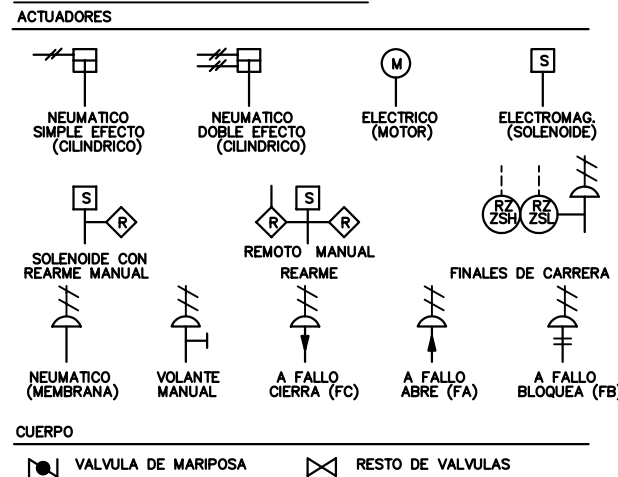 ACTUADORES
M
S
NEUMATICO
SIMPLE EFECTO
(CILINDRICO)
NEUMATICO
DOBLE EFECTO
(CILINDRICO)
ELECTRICO
(MOTOR)
ELECTROMAG.
(SOLENOIDE)
S
R
R
S
R
RZ
ZSH
RZ
ZSL
SOLENOIDE CON
REARME MANUAL
REMOTO MANUAL
REARME
FINALES DE CARRERA
NEUMATICO
(MEMBRANA)
VOLANTE
MANUAL
A FALLO
CIERRA (FC)
A FALLO
ABRE (FA)
A FALLO
BLOQUEA (FB)
CUERPO
VALVULA DE MARIPOSA
RESTO DE VALVULAS